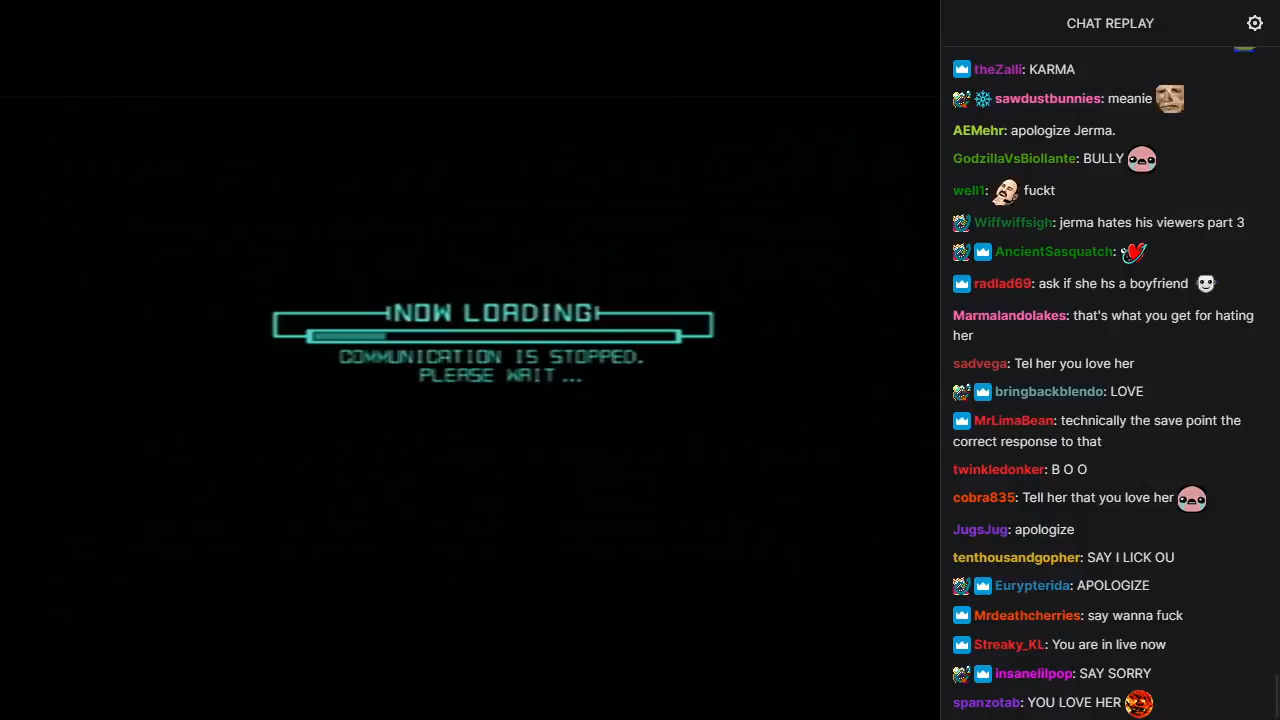 CHAT REPLAY
theZalli: KARMA
sawdustbunnies: meanie
AEMehr: apologize Jerma.
GodzillaVsBiollante: BULLY
well1: fuckt
Wiffwiffsigh: jerma hates his viewers part 3
AncientSasquatch:
radlad69: ask if she hs a boyfriend
Marmalandolakes: that's what you get for hating
her
sadvega: Tel her you love her
bringbackblendo: LOVE
MrLimaBean: technically the save point the
correct response to that
twinkledonker: B O O
cobra835: Tell her that you love her
JugsJug: apologize
tenthousandgopher: SAY I LICK OU
Eurypterida: APOLOGIZE
Mrdeathcherries: say wanna fuck
Streaky_KL: You are in live now
insanelilpop: SAY SORRY
spanzotab: YOU LOVE HER
NOW LOADING
COMMUNICATION IS STOPPED.
PLEASE WAIT...